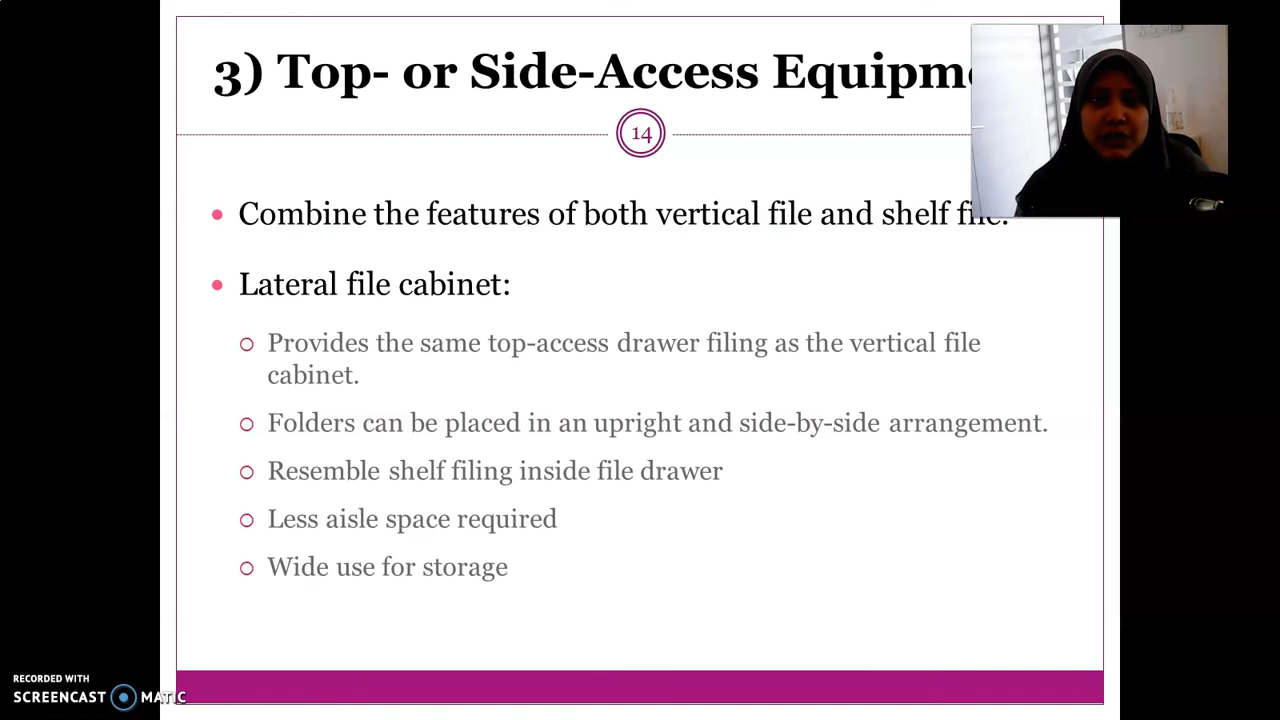 3) Top- or Side-Access
14
Combine the features of both vertical file and shelf
Lateral file cabinet:
Provides the same top-access drawer filing as the vertical file
cabinet.
Folders can be placed in an upright and side-by-side arrangement.
Resemble shelf filing inside file drawer
Less aisle space required
Wide use for storage
RECORDED WITH
SCREENCAST MATIC